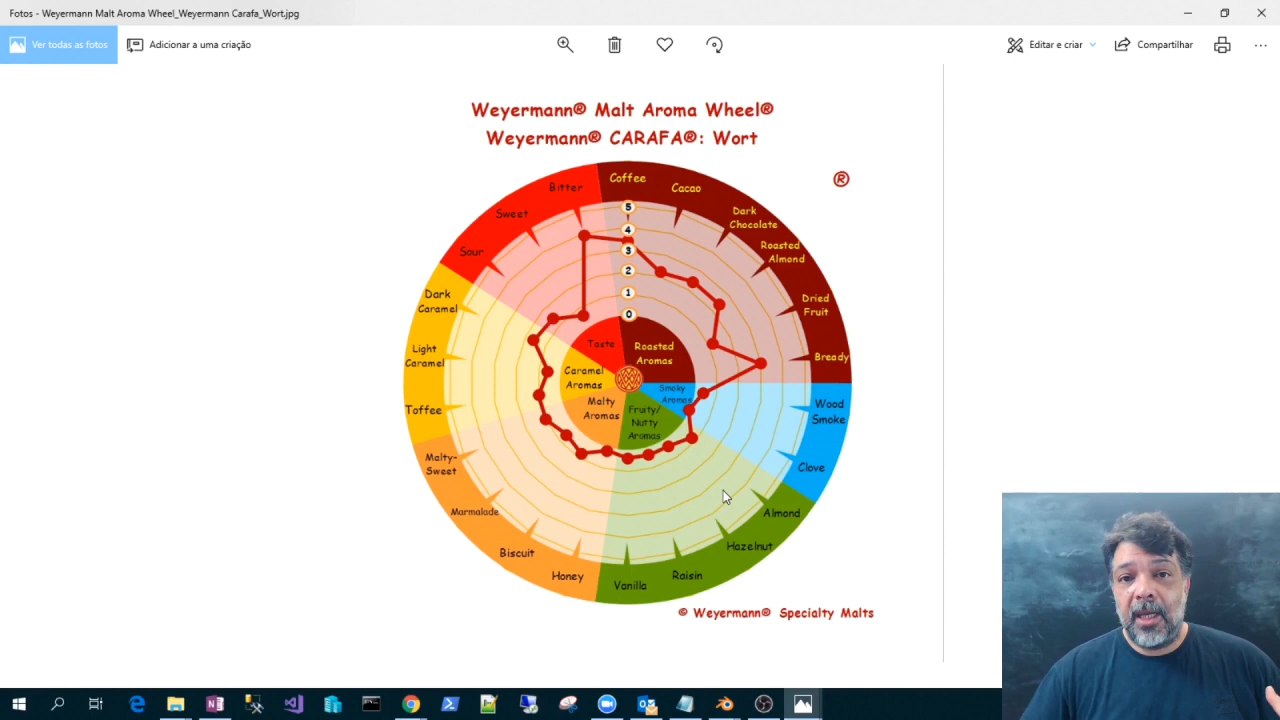 Fotos - Weyermann Malt Aroma Wheel_Weyermann Carafa_Wort.jpg
Ver todas as fotos
Adicionar a uma criação
Editar e criar
Compartilhar
Weyermann® Malt Aroma Wheel®
Weyermann® CARAFA®: Wort
®
Coffee
Cacao
Dark
Chocolate
Roasted
Almond
Dried
Fruit
Bready
Wood
Smoke
Clove
Almond
Hazelnut
Raisin
Vanilla
Honey
Biscuit
Marmalade
Malty-
Sweet
Toffee
Light
Caramel
Dark
Caramel
Sour
Sweet
Bitter
5
4
3
2
1
0
Taste
Roasted
Aromas
Caramel
Aromas
Smoky
Aromas
Malty
Aromas
Fruity/
Nutty
Aromas
© Weyermann® Specialty Malts